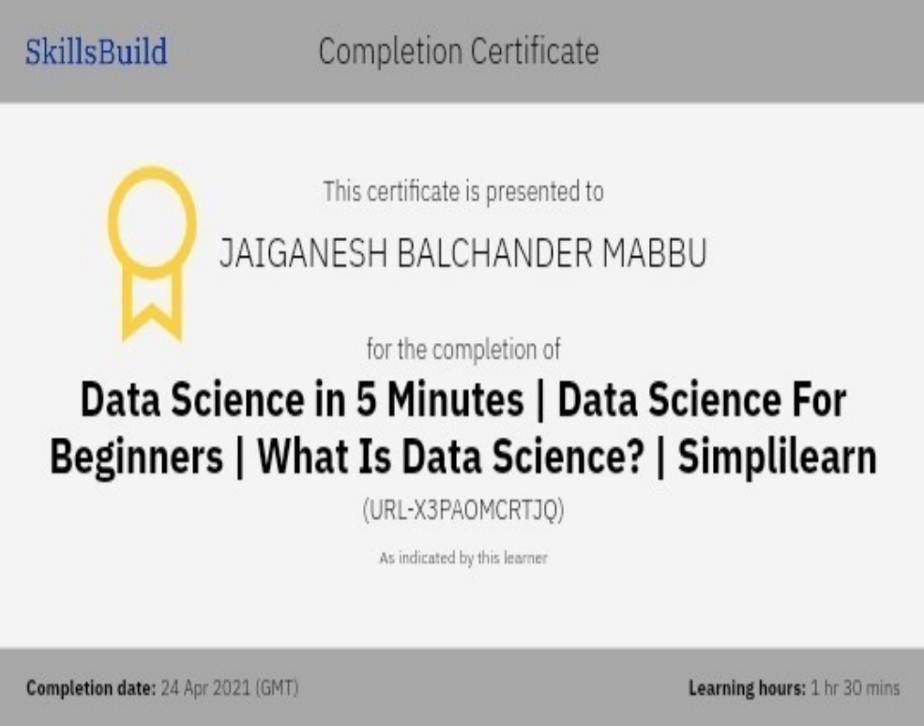 SkillsBuild
Completion Certificate
This certificate is presented to
JAIGANESH BALCHANDER MABBU
for the completion of
Data Science in 5 Minutes | Data Science For
Beginners | What Is Data Science? | Simplilearn
(URL-X3PAOMCRTJQ)
As indicated by this learner
Completion date: 24 Apr 2021 (GMT)
Learning hours: 1 hr 30 mins